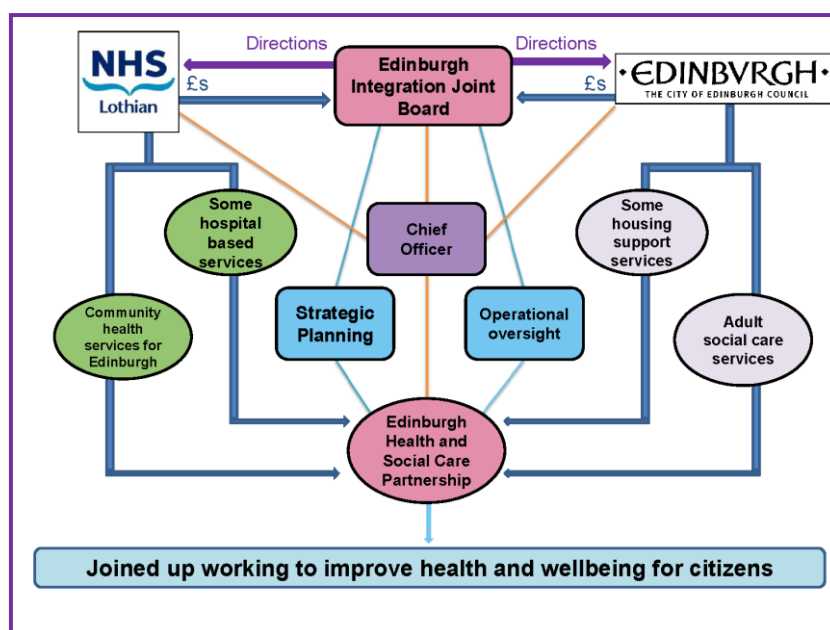 Directions
Directions
NHS
Lothian
£s
Edinburgh
Integration Joint
Board
£s
·EDINBVRGH·
THE CITY OF EDINBURGH COUNCIL
Some
hospital
based
services
Chief
Officer
Some
housing
support
services
Community
health
services for
Edinburgh
Strategic
Planning
Operational
oversight
Adult
social care
services
Edinburgh
Health and
Social Care
Partnership
Joined up working to improve health and wellbeing for citizens